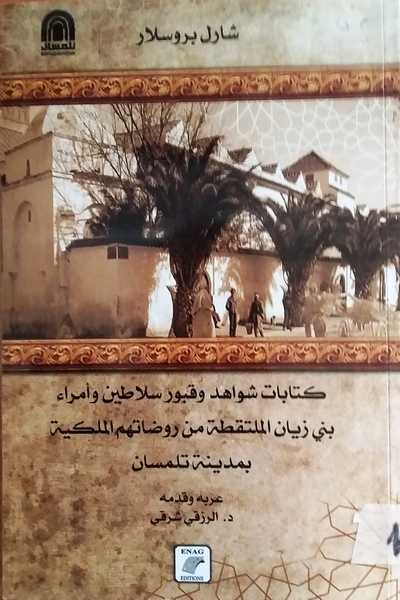 شارل بروسلار
تلمسان
كتابات شواهد وقبور سلاطين وأمراء
بني زيان الملتقطة من روضاتهم الملكية
بمدينة تلمسان
عربه وقدمه
د. الرزقي شرقي
ENAG
EDITIONS